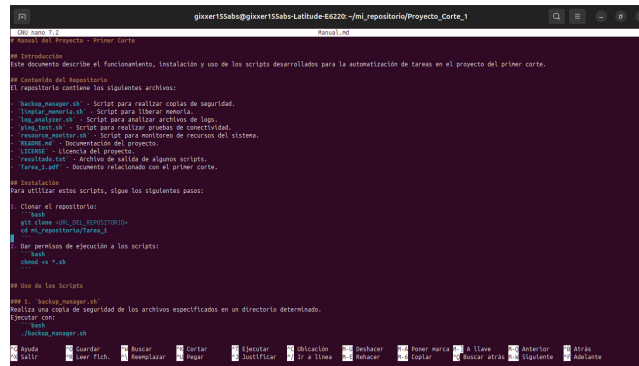 gixxer155abs@gixxer155abs-Latitude-E6220: ~/mi_repositorio/Proyecto_Corte_1
GNU nano 7.2 Manual.md
# Manual del Proyecto - Primer Corte
## Introducción
Este documento describe el funcionamiento, instalación y uso de los scripts desarrollados para la automatización de tareas en el proyecto del primer corte.
## Contenido del Repositorio
El repositorio contiene los siguientes archivos:
- `backup_manager.sh` - Script para realizar copias de seguridad.
- `limpiar_memoria.sh` - Script para liberar memoria.
- `log_analyzer.sh` - Script para analizar archivos de logs.
- `ping_test.sh` - Script para realizar pruebas de conectividad.
- `resource_monitor.sh` - Script para monitoreo de recursos del sistema.
- `README.md` - Documentación del proyecto.
- `LICENSE` - Licencia del proyecto.
- `resultado.txt` - Archivo de salida de algunos scripts.
- `Tarea_1.pdf` - Documento relacionado con el primer corte.
## Instalación
Para utilizar estos scripts, sigue los siguientes pasos:
1. Clonar el repositorio:
```bash
git clone <URL_DEL_REPOSITORIO>
cd mi_repositorio/Tarea_1
```
2. Dar permisos de ejecución a los scripts:
```bash
chmod +x *.sh
```
## Uso de los Scripts
### 1. `backup_manager.sh`
Realiza una copia de seguridad de los archivos especificados en un directorio determinado.
Ejecutar con:
```bash
./backup_manager.sh
^G Ayuda ^O Guardar ^W Buscar ^K Cortar ^T Ejecutar ^C Ubicación M-U Deshacer M-A Poner marca M-] A llave M-Q Anterior ^B Atrás
^X Salir ^R Leer fich. ^\ Reemplazar ^U Pegar ^J Justificar ^/ Ir a línea M-E Rehacer M-6 Copiar ^Q Buscar atrás M-W Siguiente ^F Adelante